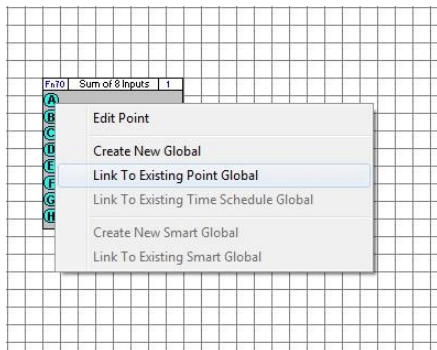 Fn70 Sum of 8 Inputs 1
A
B
C
D
E
F
G
H
Edit Point
Create New Global
Link To Existing Point Global
Link To Existing Time Schedule Global
Create New Smart Global
Link To Existing Smart Global